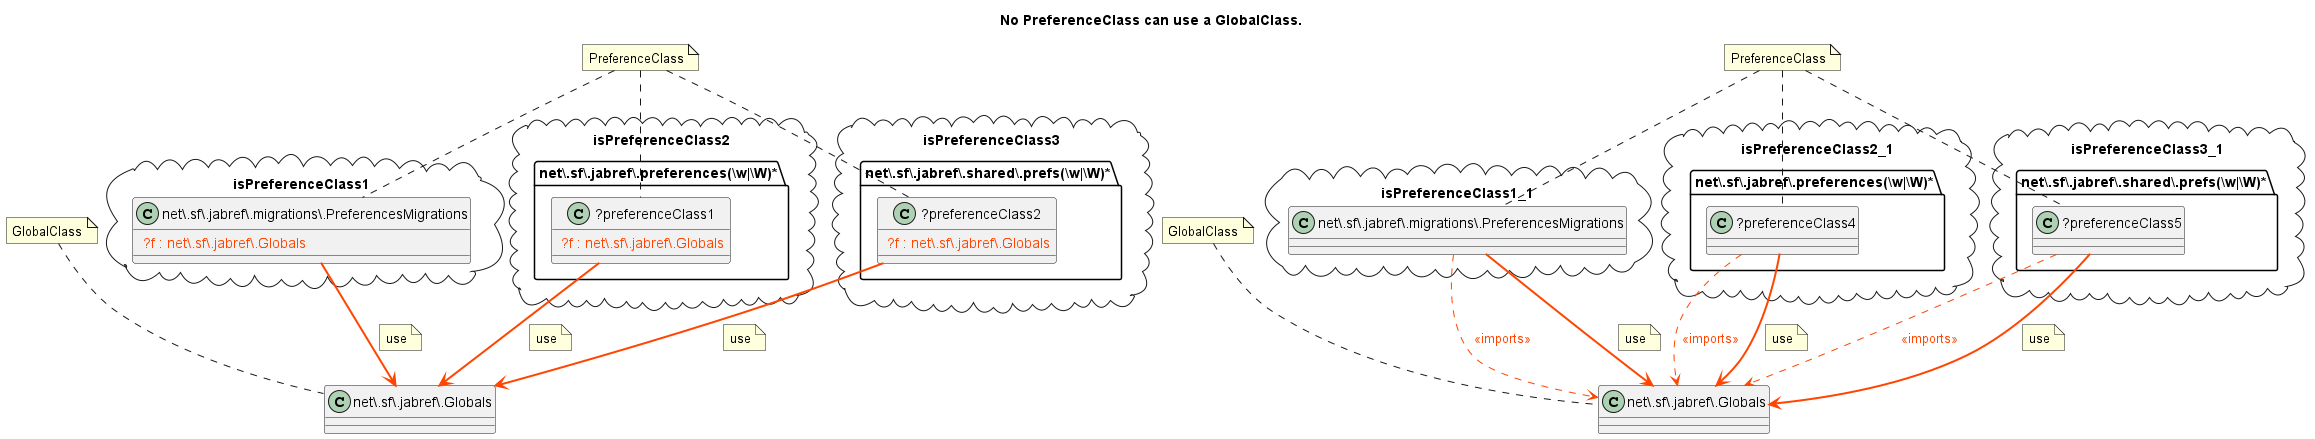 No PreferenceClass can use a GlobalClass.
PreferenceClass
isPreferenceClass1
isPreferenceClass2
isPreferenceClass3
net\.sf\.jabref\.preferences(\w|\W)*
net\.sf\.jabref\.shared\.prefs(\w|\W)*
GlobalClass
C net\.sf\.jabref\.migrations\.PreferencesMigrations
?f : net\.sf\.jabref\.Globals
C ?preferenceClass1
?f : net\.sf\.jabref\.Globals
C ?preferenceClass2
?f : net\.sf\.jabref\.Globals
use
use
use
C net\.sf\.jabref\.Globals
PreferenceClass
isPreferenceClass1_1
isPreferenceClass2_1
isPreferenceClass3_1
net\.sf\.jabref\.preferences(\w|\W)*
net\.sf\.jabref\.shared\.prefs(\w|\W)*
GlobalClass
C net\.sf\.jabref\.migrations\.PreferencesMigrations
C ?preferenceClass4
C ?preferenceClass5
«imports»
use
«imports»
use
«imports»
use
C net\.sf\.jabref\.Globals